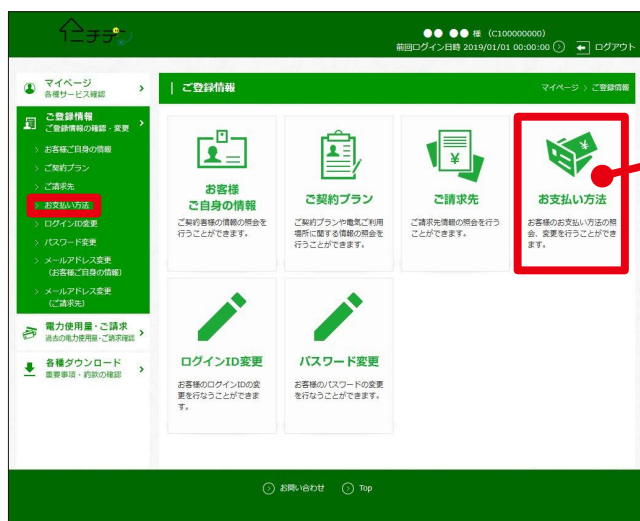 イチデン
●● ●● 様 (C100000000)
前回ログイン日時 2019/01/01 00:00:00
ログアウト
マイページ
各種サービス確認
ご登録情報
ご登録情報の確認・変更
お客様ご自身の情報
ご契約プラン
ご請求先
お支払い方法
ログインID変更
パスワード変更
メールアドレス変更
(お客様ご自身の情報)
メールアドレス変更
(ご請求先)
電力使用量・ご請求
過去の電力使用量・ご請求確認
各種ダウンロード
重要事項・約款の確認
ご登録情報
マイページ > ご登録情報
お客様
ご自身の情報
ご契約者様の情報の照会を
行うことができます。
ご契約プラン
ご契約プランや電気ご利用
場所に関する情報の照会を
行うことができます。
¥
ご請求先
ご請求先情報の照会を行う
ことができます。
¥
お支払い方法
お客様のお支払い方法の照
会、変更を行うことができ
ます。
ログインID変更
お客様のログインIDの変
更を行なうことができま
す。
パスワード変更
お客様のパスワードの変更
を行なうことができます。
お問い合わせ
Top